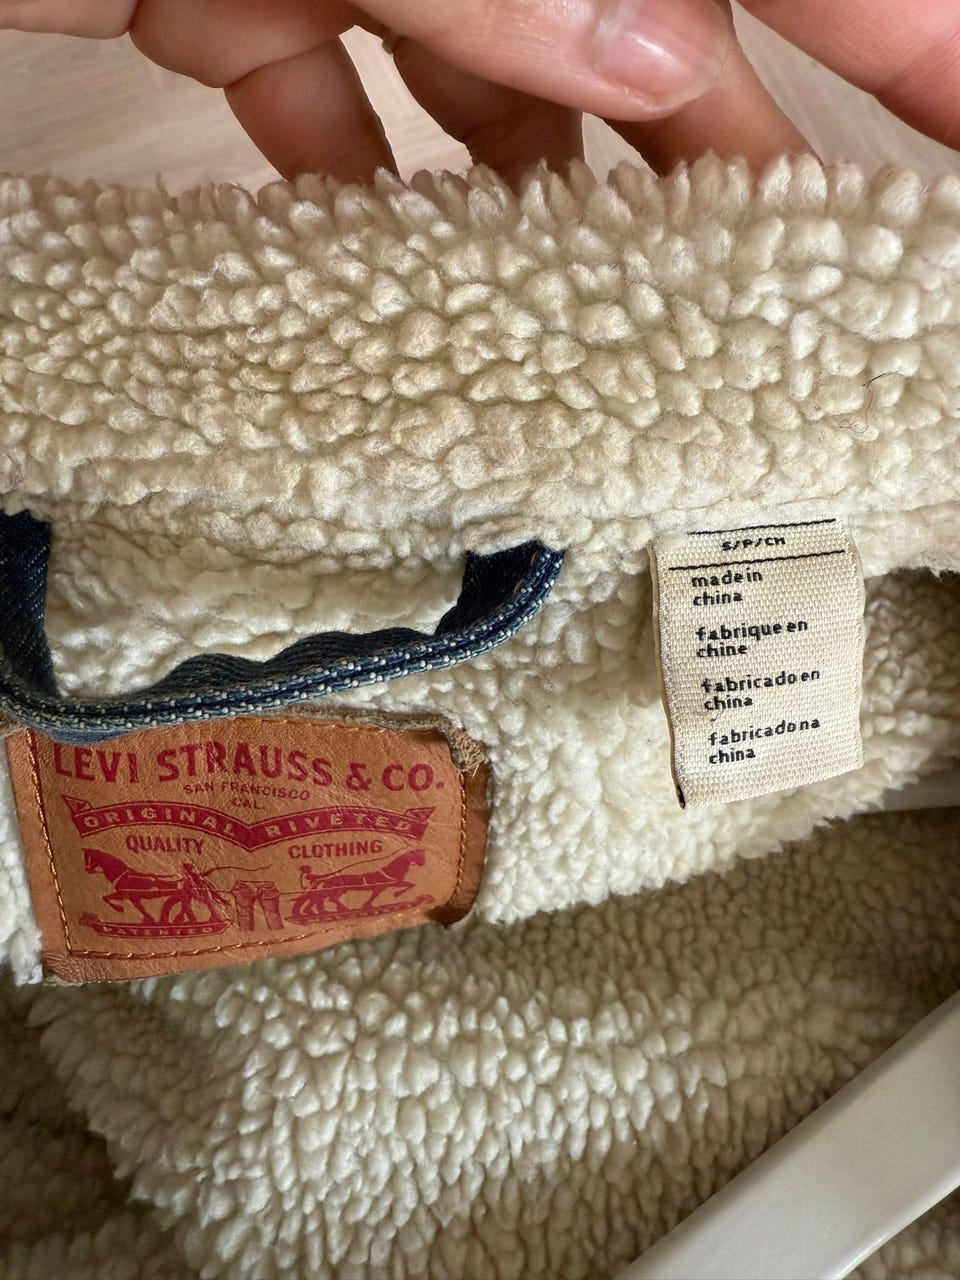 LEVI STRAUSS & CO.
SAN FRANCISCO
CAL.
ORIGINAL RIVETED
QUALITY CLOTHING
PATENTED
S/P/CH
made in
china
fabrique en
chine
fabricado en
china
fabricado na
china